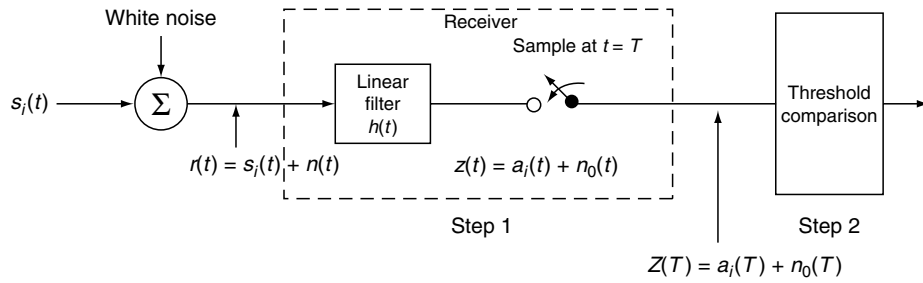 White noise
Receiver
Sample at t = T
sᵢ(t)
Σ
Linear
filter
h(t)
Threshold
comparison
r(t) = sᵢ(t) + n(t)
z(t) = aᵢ(t) + n₀(t)
Step 1
Step 2
Z(T) = aᵢ(T) + n₀(T)